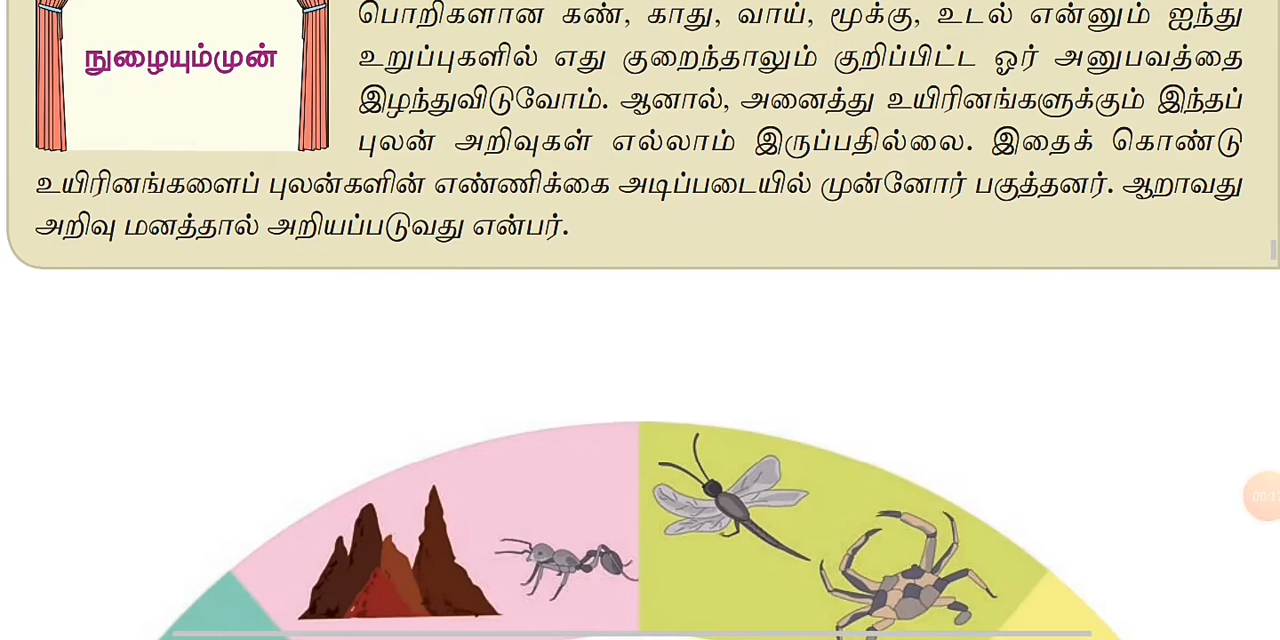 நுழையும்முன்
பொறிகளான கண், காது, வாய், மூக்கு, உடல் என்னும் ஐந்து
உறுப்புகளில் எது குறைந்தாலும் குறிப்பிட்ட ஓர் அனுபவத்தை
இழந்துவிடுவோம். ஆனால், அனைத்து உயிரினங்களுக்கும் இந்தப்
புலன் அறிவுகள் எல்லாம் இருப்பதில்லை. இதைக் கொண்டு
உயிரினங்களைப் புலன்களின் எண்ணிக்கை அடிப்படையில் முன்னோர் பகுத்தனர். ஆறாவது
அறிவு மனத்தால் அறியப்படுவது என்பர்.